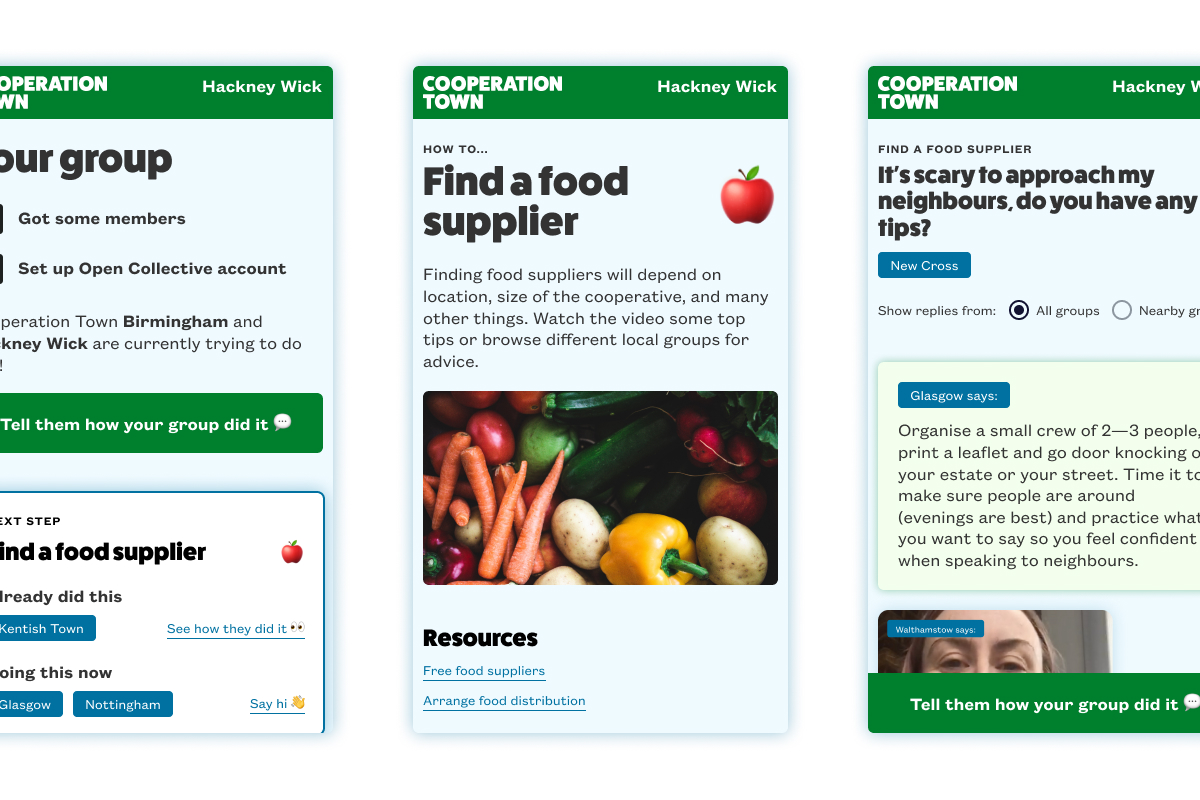 OPERATION
WN
Hackney Wick
our group
Got some members
Set up Open Collective account
peration Town Birmingham and
ckney Wick are currently trying to do
!
Tell them how your group did it 💬
EXT STEP
ind a food supplier
lready did this
Kentish Town
See how they did it 👀
oing this now
Glasgow
Nottingham
Say hi 👋
COOPERATION
TOWN
Hackney Wick
HOW TO...
Find a food
supplier
Finding food suppliers will depend on
location, size of the cooperative, and many
other things. Watch the video some top
tips or browse different local groups for
advice.
Resources
Free food suppliers
Arrange food distribution
COOPERATION
TOWN
Hackney W
FIND A FOOD SUPPLIER
It's scary to approach my
neighbours, do you have any
tips?
New Cross
Show replies from:
All groups
Nearby gr
Glasgow says:
Organise a small crew of 2—3 people,
print a leaflet and go door knocking o
your estate or your street. Time it to
make sure people are around
(evenings are best) and practice what
you want to say so you feel confident
when speaking to neighbours.
Walthamstow says:
Tell them how your group did it 💬